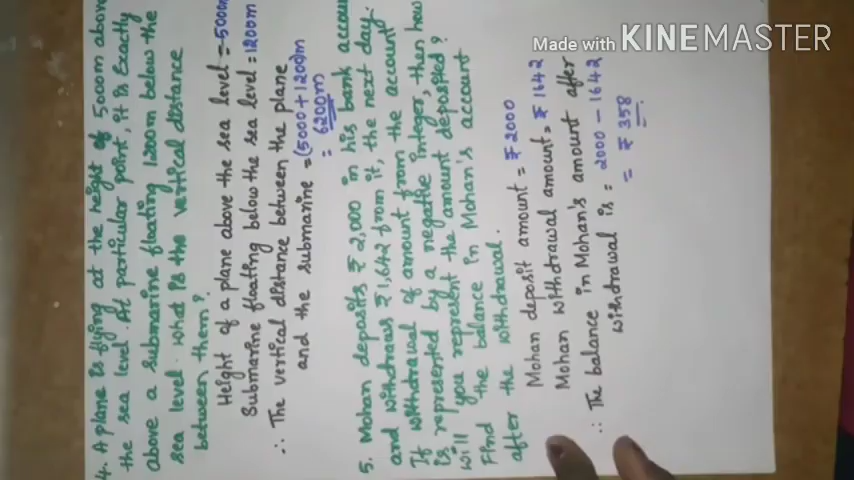 Made with KINEMASTER
4. A plane is flying at the height of 5000m above
the sea level. At particular point, it is Exactly
above a submarine floating 1200m below the
sea level. what is the vertical distance
between them?
Height of a plane above the sea level = 5000m
Submarine floating below the sea level = 1200m
∴ The vertical distance between the plane
and the submarine = (5000+1200)m
= 6200m
5. Mohan deposits ₹ 2,000 in his bank account
and withdraws ₹ 1,642 from it, the next day.
If withdrawal of amount from the account
is represented by a negative integer, then how
will you represent the amount deposited?
Find the balance in Mohan's account
after the withdrawal.
Mohan deposit amount = ₹ 2000
Mohan withdrawal amount = ₹ 1642
∴ The balance in Mohan's amount after
withdrawal is : 2000 - 1642
= ₹ 358